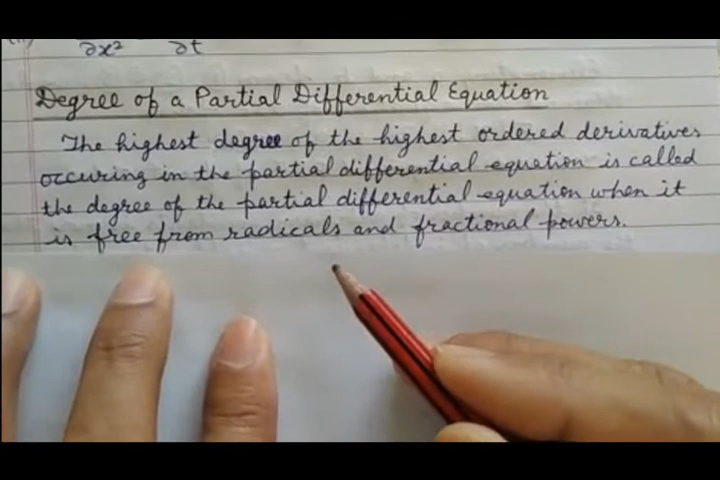 ∂x² ∂t
Degree of a Partial Differential Equation
The highest degree of the highest ordered derivatives
occuring in the partial differential equation is called
the degree of the partial differential equation when it
is free from radicals and fractional powers.